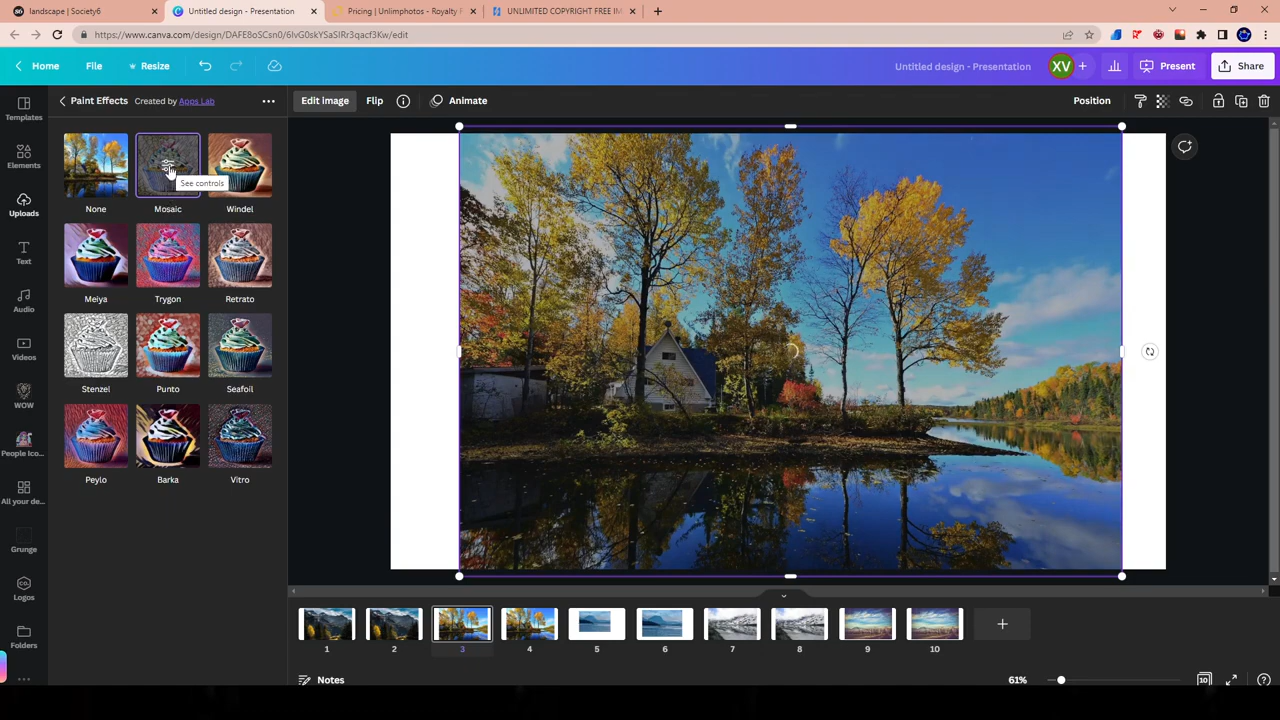 landscape | Society6
Untitled design - Presentation
Pricing | Unlimphotos - Royalty F
UNLIMITED COPYRIGHT FREE IM
https://www.canva.com/design/DAFE8oSCsn0/6lvG0skYSaSIRr3qacf3Kw/edit
Home
File
Resize
Untitled design - Presentation
XV
Present
Share
Templates
Elements
Uploads
Text
Audio
Videos
WOW
People Ico...
All your de...
Grunge
Logos
Folders
Paint Effects
Created by Apps Lab
None
Mosaic
Windel
See controls
Meiya
Trygon
Retrato
Stenzel
Punto
Seafoil
Peylo
Barka
Vitro
Edit image
Flip
Animate
Position
1
2
3
4
5
6
7
8
9
10
Notes
61%
10